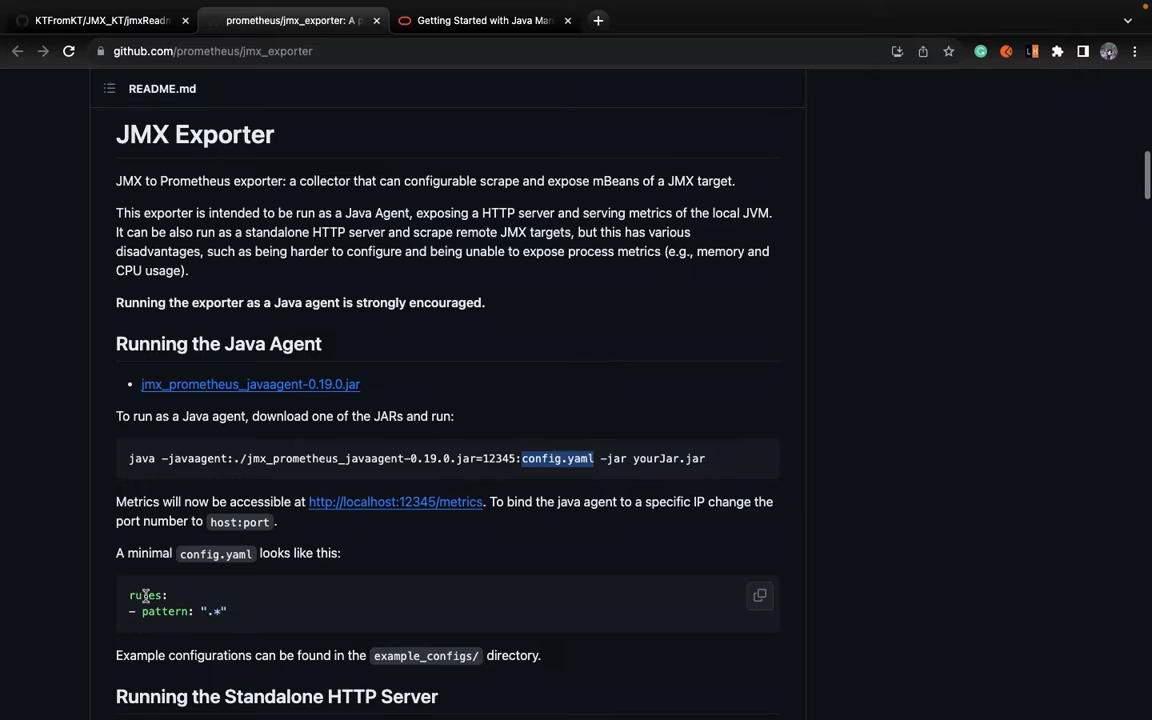 KTFromKT/JMX_KT/jmxReadn
prometheus/jmx_exporter: A p
Getting Started with Java Man
github.com/prometheus/jmx_exporter
README.md
JMX Exporter
JMX to Prometheus exporter: a collector that can configurable scrape and expose mBeans of a JMX target.
This exporter is intended to be run as a Java Agent, exposing a HTTP server and serving metrics of the local JVM.
It can be also run as a standalone HTTP server and scrape remote JMX targets, but this has various
disadvantages, such as being harder to configure and being unable to expose process metrics (e.g., memory and
CPU usage).
Running the exporter as a Java agent is strongly encouraged.
Running the Java Agent
jmx_prometheus_javaagent-0.19.0.jar
To run as a Java agent, download one of the JARs and run:
java -javaagent:./jmx_prometheus_javaagent-0.19.0.jar=12345:config.yaml -jar yourJar.jar
Metrics will now be accessible at http://localhost:12345/metrics. To bind the java agent to a specific IP change the
port number to host:port.
A minimal config.yaml looks like this:
rules:
- pattern: ".*"
Example configurations can be found in the example_configs/ directory.
Running the Standalone HTTP Server